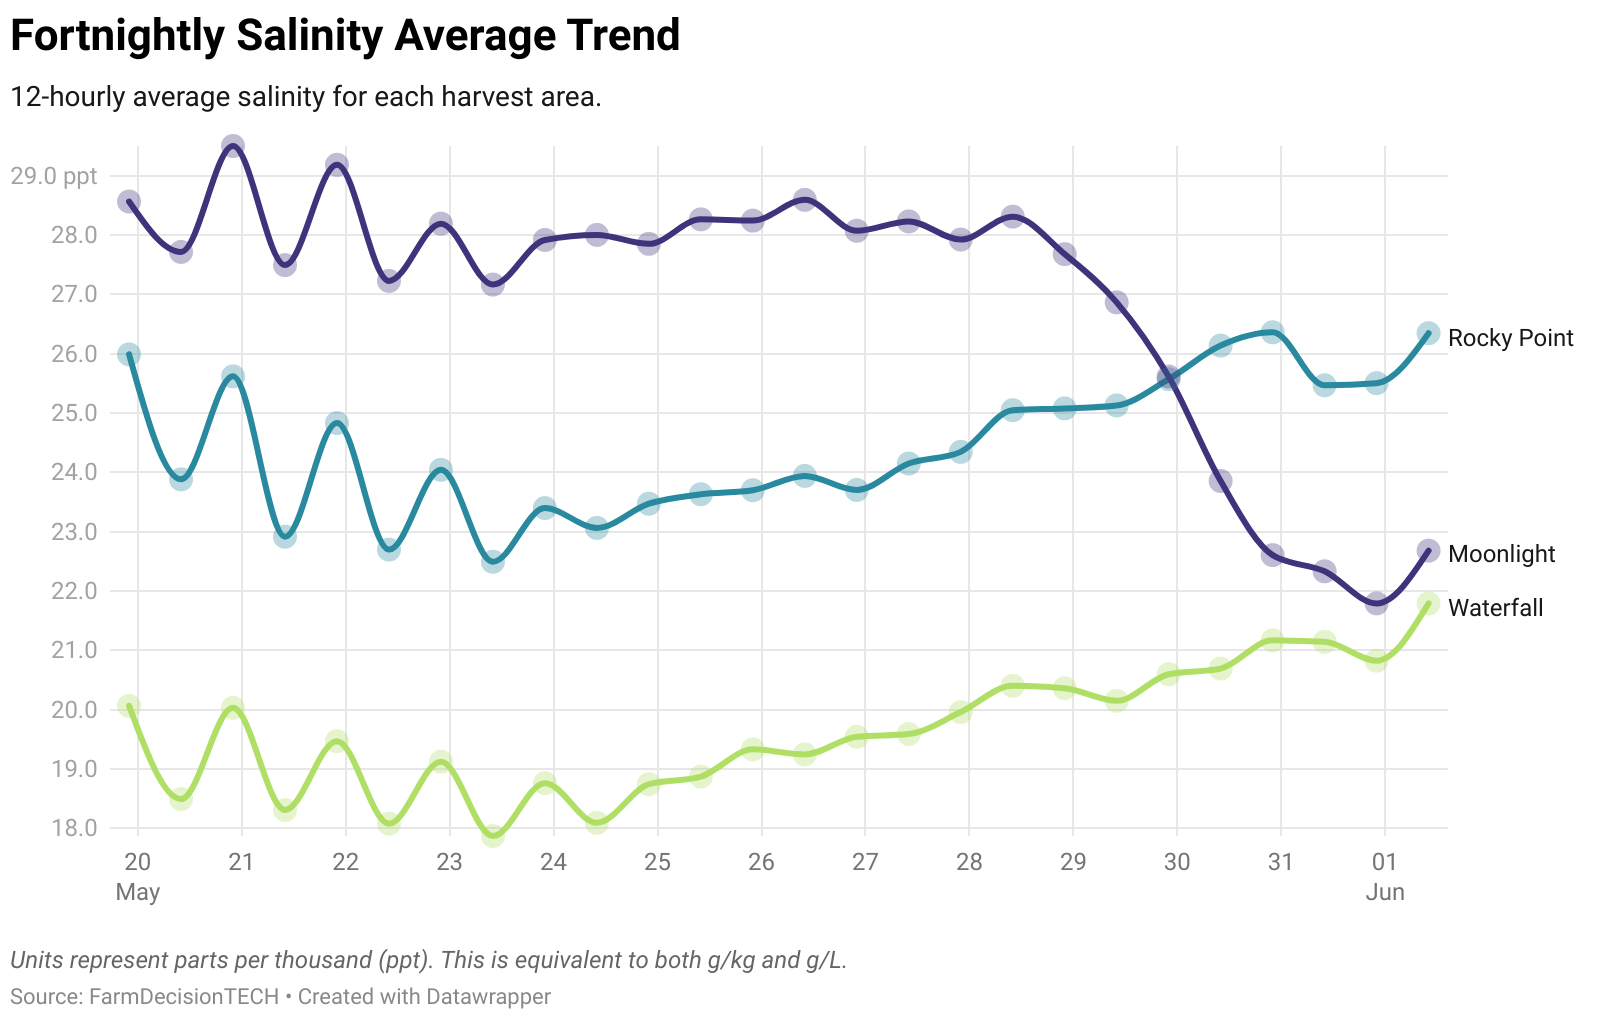 Fortnightly Salinity Average Trend
12-hourly average salinity for each harvest area.
29.0 ppt
28.0
27.0
26.0
25.0
24.0
23.0
22.0
21.0
20.0
19.0
18.0
Rocky Point
Moonlight
Waterfall
20 21 22 23 24 25 26 27 28 29 30 31 01
May Jun
Units represent parts per thousand (ppt). This is equivalent to both g/kg and g/L.
Source: FarmDecisionTECH • Created with Datawrapper